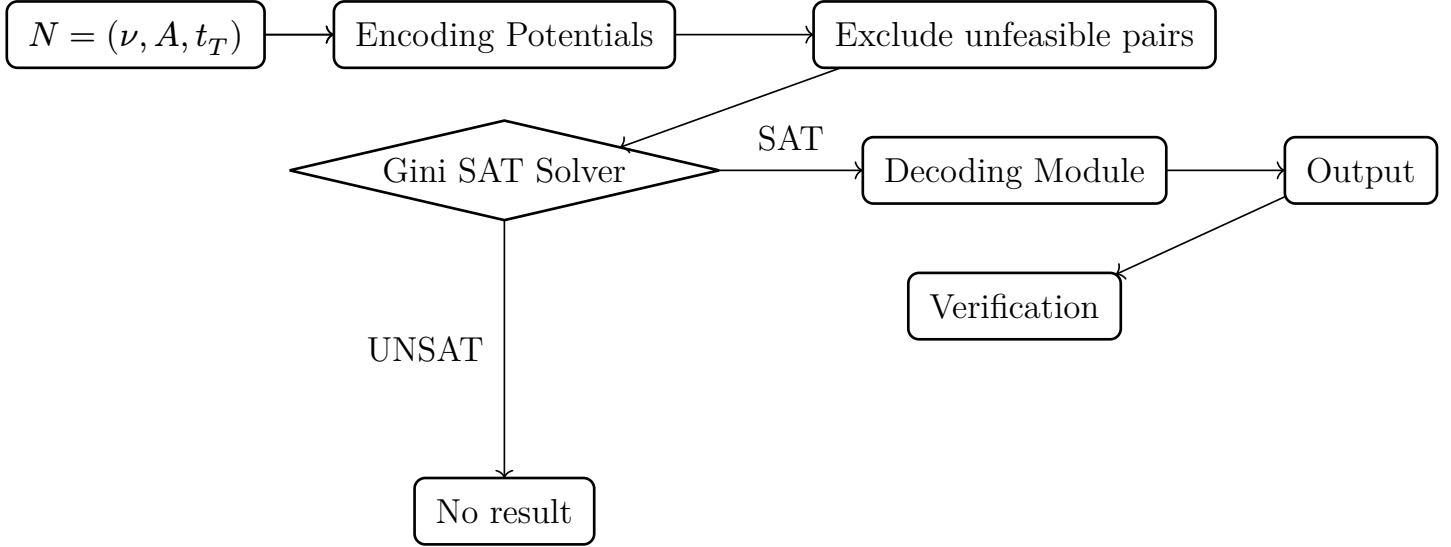 N = (ν, A, t_T)
Encoding Potentials
Exclude unfeasible pairs
Gini SAT Solver
SAT
Decoding Module
Output
Verification
UNSAT
No result